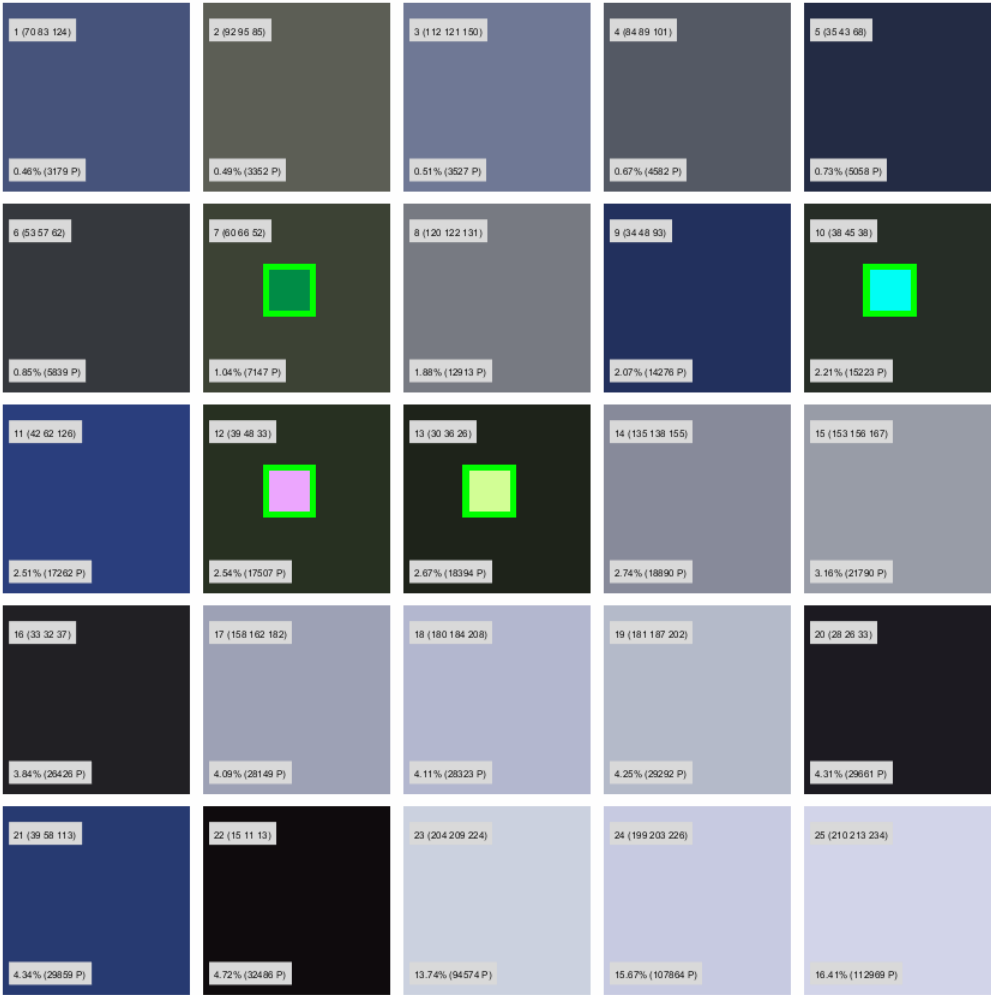 1 (70 83 124)
2 (92 95 85)
3 (112 121 150)
4 (84 89 101)
5 (35 43 68)
0.46% (3179 P)
0.49% (3352 P)
0.51% (3527 P)
0.67% (4582 P)
0.73% (5058 P)
6 (53 57 62)
7 (60 66 52)
8 (120 122 131)
9 (34 48 93)
10 (38 45 38)
0.85% (5839 P)
1.04% (7147 P)
1.88% (12913 P)
2.07% (14276 P)
2.21% (15223 P)
11 (42 62 126)
12 (39 48 33)
13 (30 36 26)
14 (135 138 155)
15 (153 156 167)
2.51% (17262 P)
2.54% (17507 P)
2.67% (18394 P)
2.74% (18890 P)
3.16% (21790 P)
16 (33 32 37)
17 (158 162 182)
18 (180 184 208)
19 (181 187 202)
20 (28 26 33)
3.84% (26426 P)
4.09% (28149 P)
4.11% (28323 P)
4.25% (29292 P)
4.31% (29661 P)
21 (39 58 113)
22 (15 11 13)
23 (204 209 224)
24 (199 203 226)
25 (210 213 234)
4.34% (29859 P)
4.72% (32486 P)
13.74% (94574 P)
15.67% (107864 P)
16.41% (112969 P)